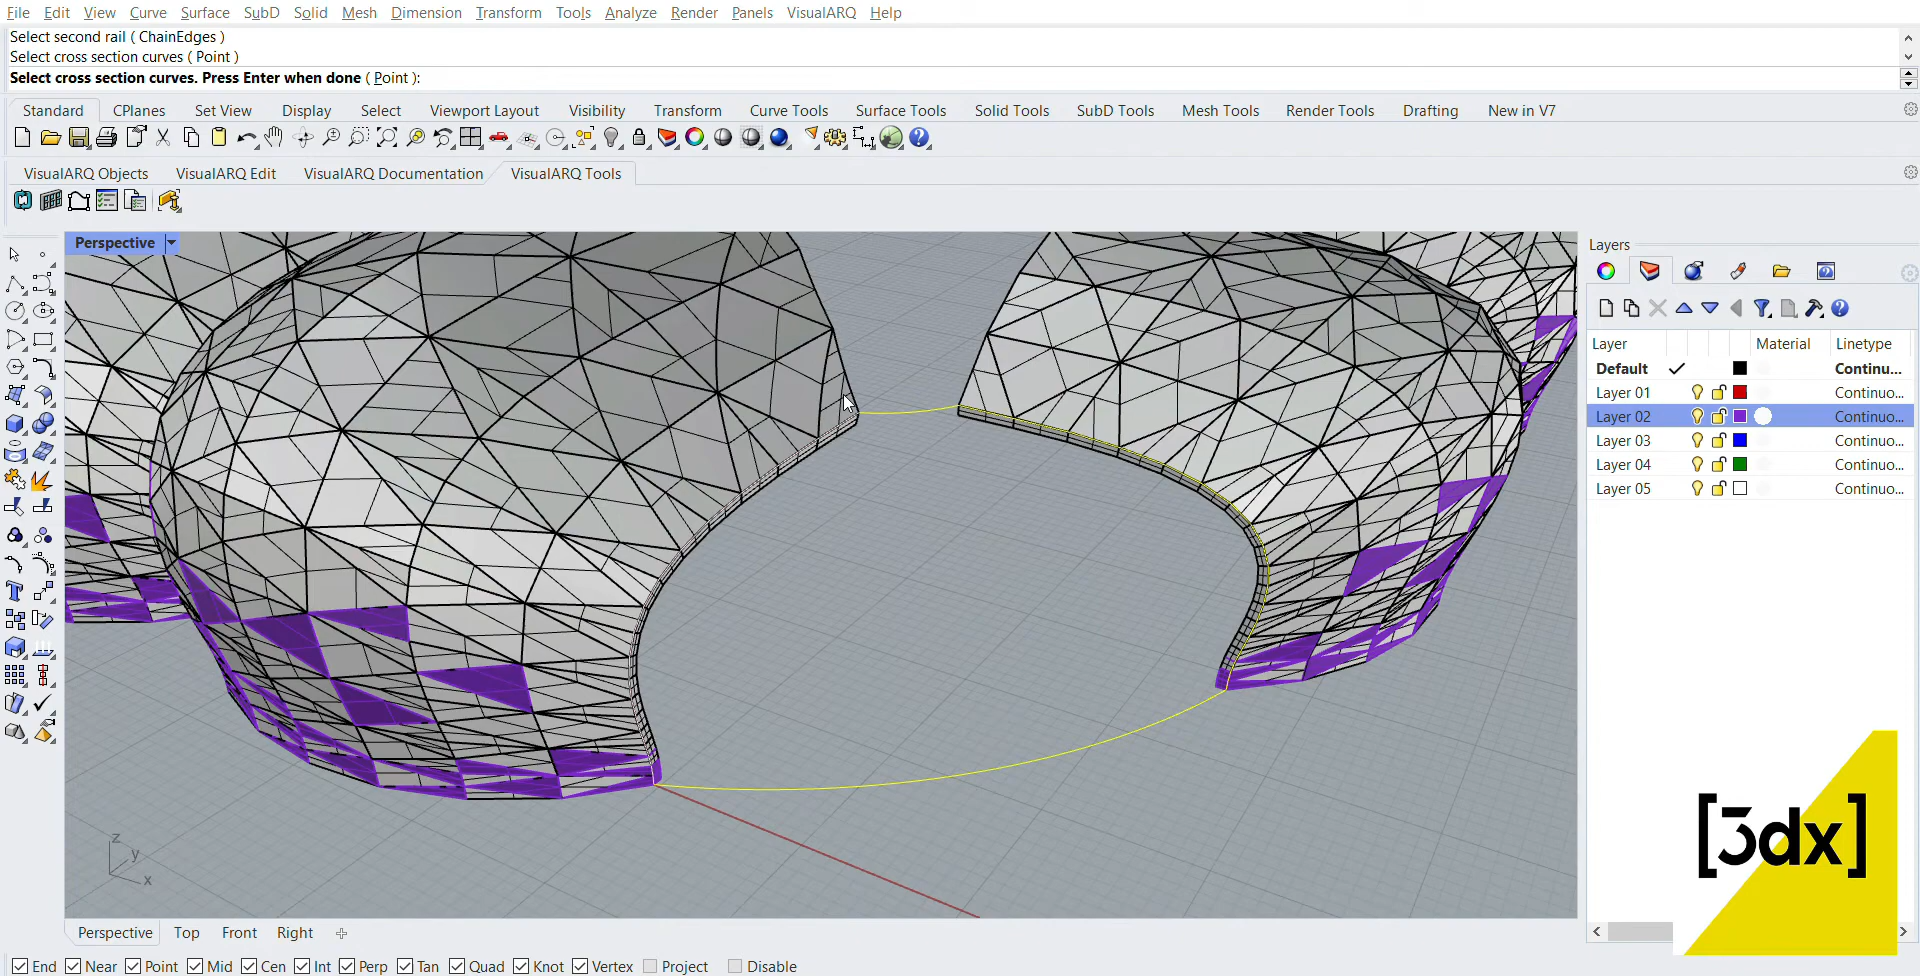 File Edit View Curve Surface SubD Solid Mesh Dimension Transform Tools Analyze Render Panels VisualARQ Help
Select second rail ( ChainEdges )
Select cross section curves ( Point )
Select cross section curves. Press Enter when done ( Point ):
Standard CPlanes Set View Display Select Viewport Layout Visibility Transform Curve Tools Surface Tools Solid Tools SubD Tools Mesh Tools Render Tools Drafting New in V7
VisualARQ Objects VisualARQ Edit VisualARQ Documentation VisualARQ Tools
Perspective
Layers
Layer Material Linetype
Default Continu...
Layer 01 Continuo...
Layer 02 Continuo...
Layer 03 Continuo...
Layer 04 Continuo...
Layer 05 Continuo...
z
y
x
[3dx]
Perspective Top Front Right
End Near Point Mid Cen Int Perp Tan Quad Knot Vertex Project Disable